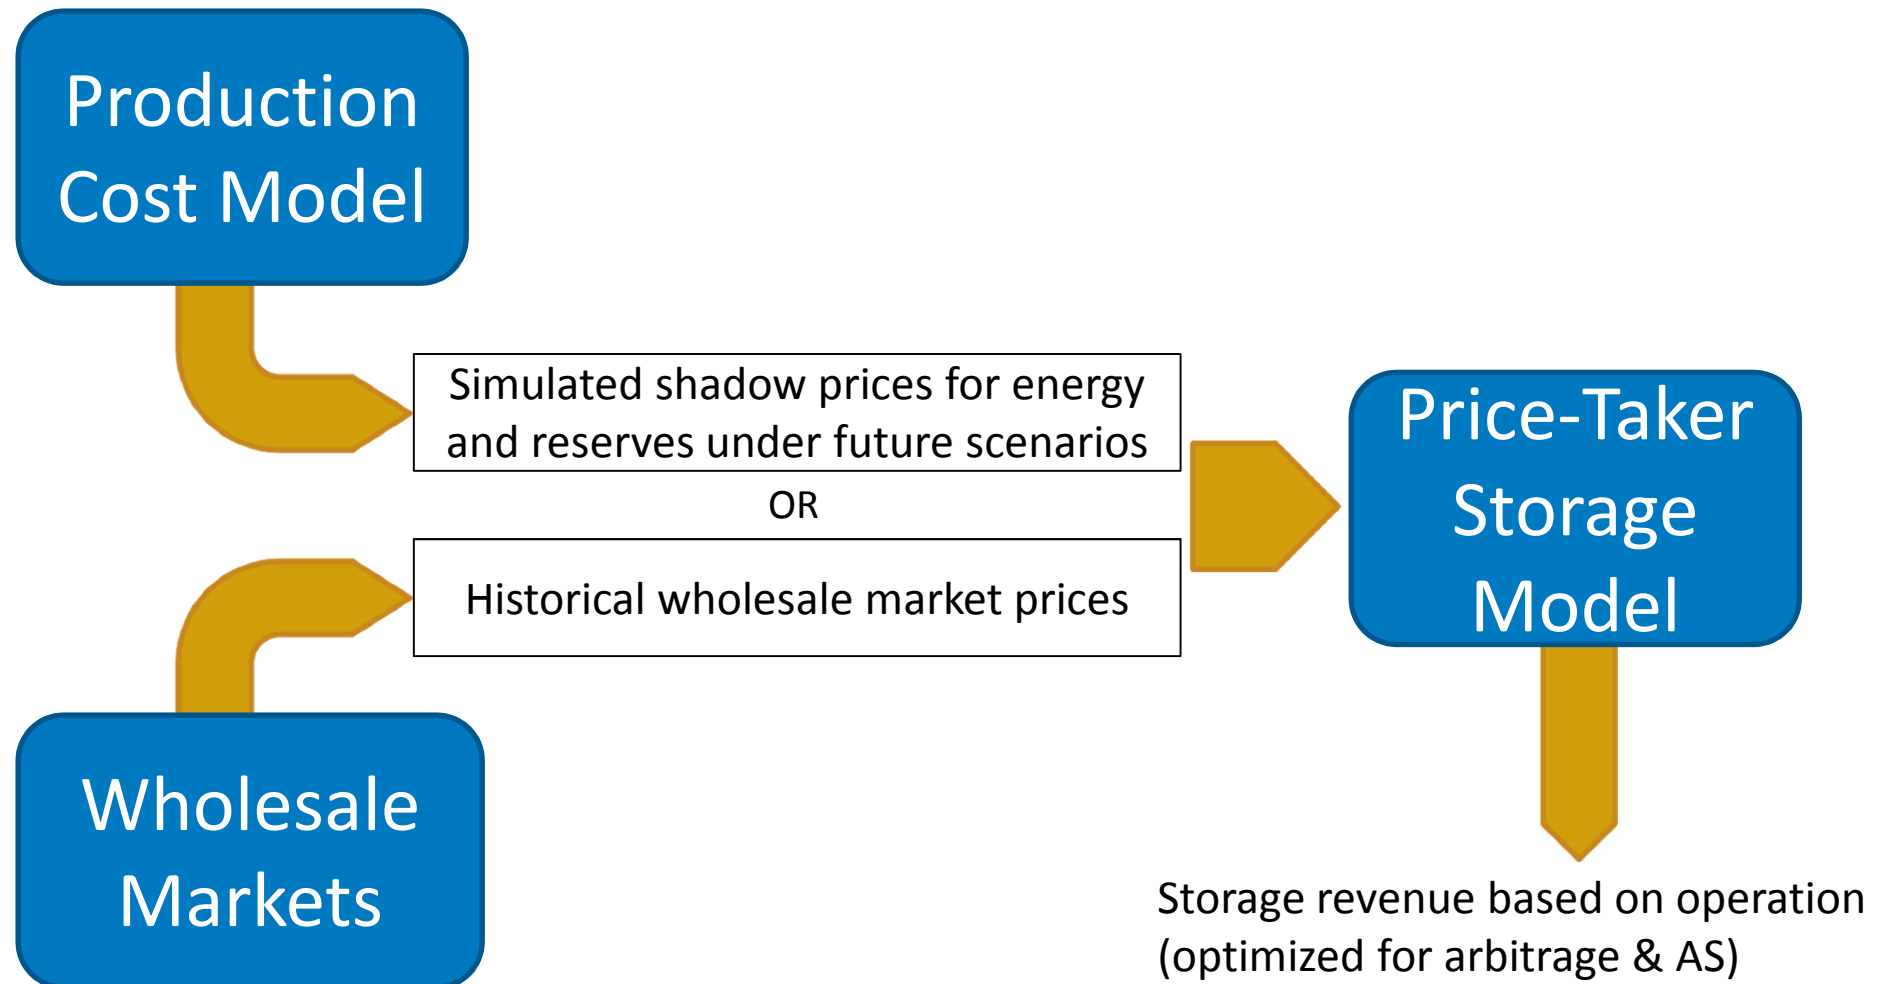 Production
Cost Model
Simulated shadow prices for energy
and reserves under future scenarios
OR
Historical wholesale market prices
Wholesale
Markets
Price-Taker
Storage
Model
Storage revenue based on operation
(optimized for arbitrage & AS)